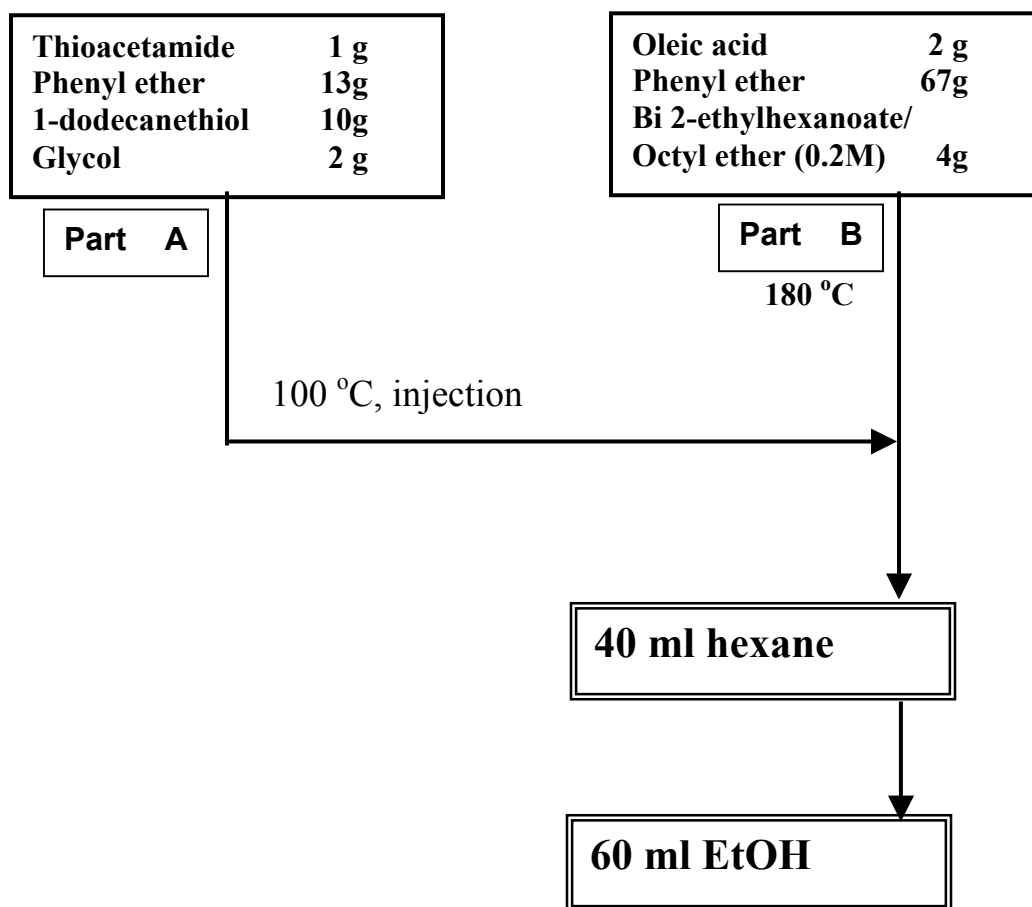 Thioacetamide 1 g
Phenyl ether 13g
1-dodecanethiol 10g
Glycol 2 g
Part A
Oleic acid 2 g
Phenyl ether 67g
Bi 2-ethylhexanoate/
Octyl ether (0.2M) 4g
Part B
180 °C
100 °C, injection
40 ml hexane
60 ml EtOH